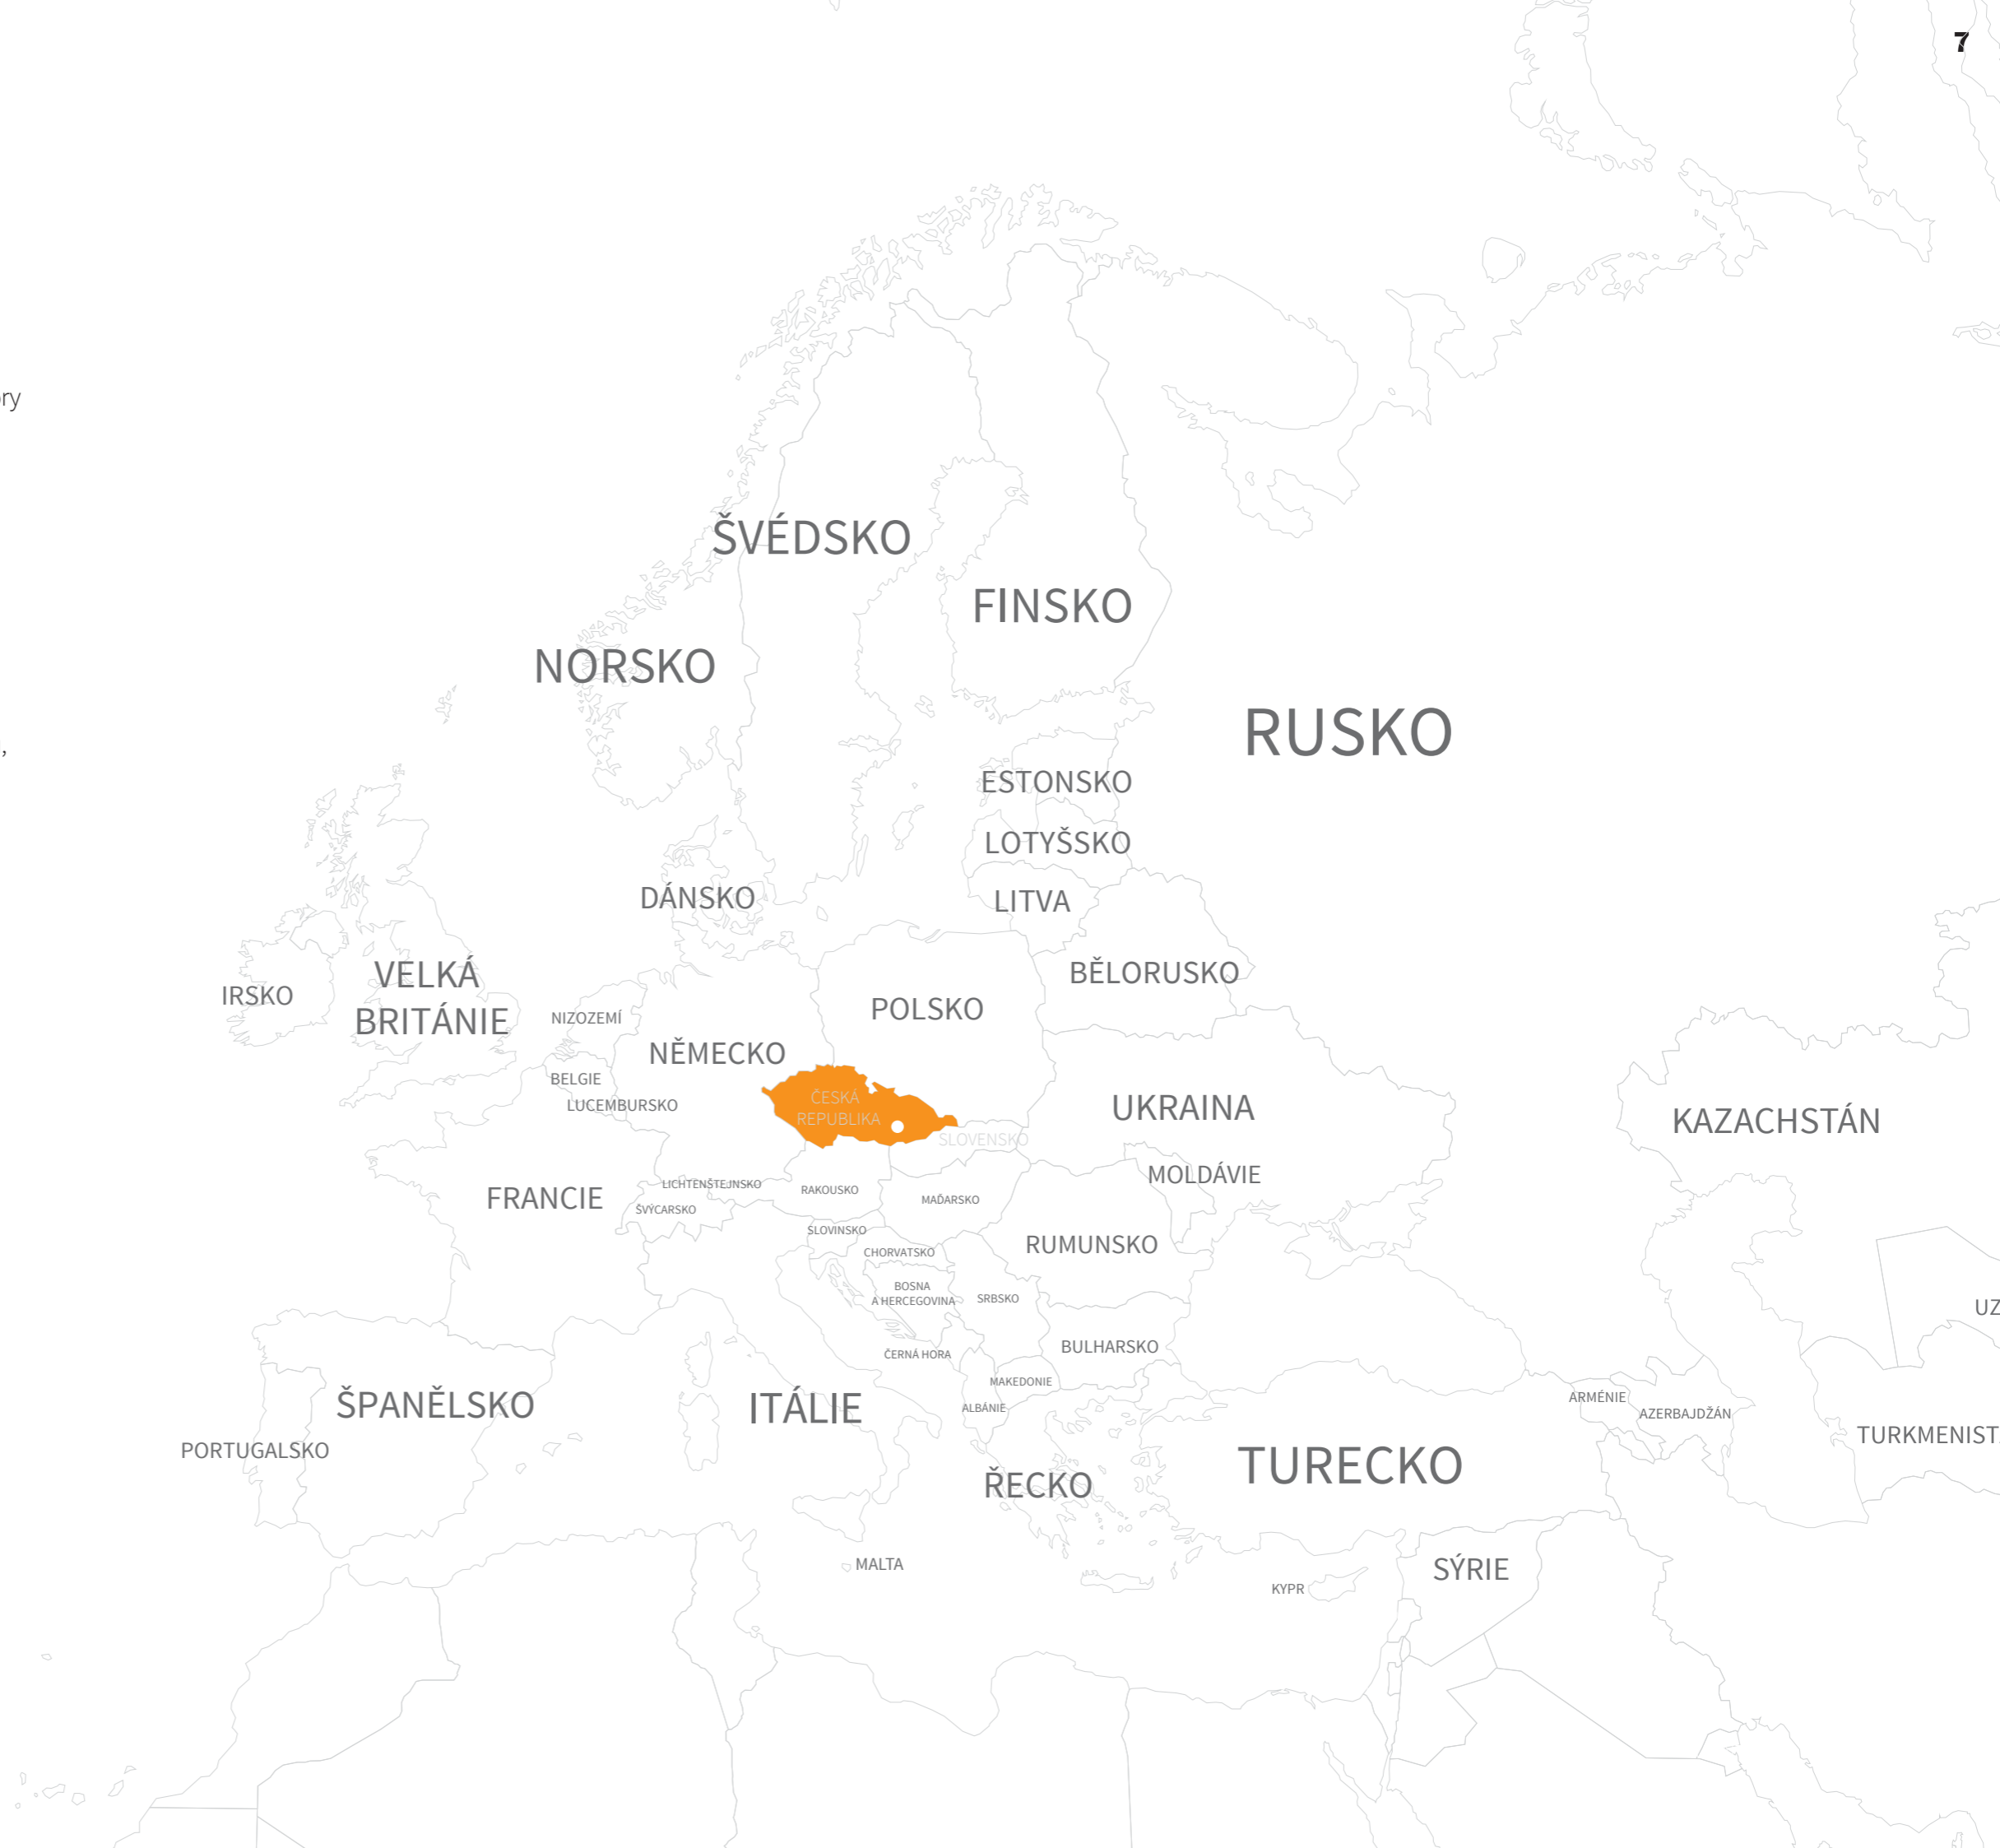 7
ry
,
ŠVÉDSKO
FINSKO
NORSKO
RUSKO
ESTONSKO
LOTYŠSKO
DÁNSKO
LITVA
VELKÁ
BRITÁNIE
IRSKO
BĚLORUSKO
POLSKO
NIZOZEMÍ
NĚMECKO
BELGIE
LUCEMBURSKO
ČESKÁ
REPUBLIKA
UKRAINA
KAZACHSTÁN
SLOVENSKO
MOLDÁVIE
LICHTENŠTEJNSKO
RAKOUSKO
FRANCIE
MAĎARSKO
ŠVÝCARSKO
SLOVINSKO
RUMUNSKO
CHORVATSKO
BOSNA
A HERCEGOVINA
SRBSKO
UZ
BULHARSKO
ČERNÁ HORA
MAKEDONIE
ARMÉNIE
ŠPANĚLSKO
ITÁLIE
ALBÁNIE
AZERBAJDŽÁN
TURKMENIST
PORTUGALSKO
TURECKO
ŘECKO
MALTA
SÝRIE
KYPR